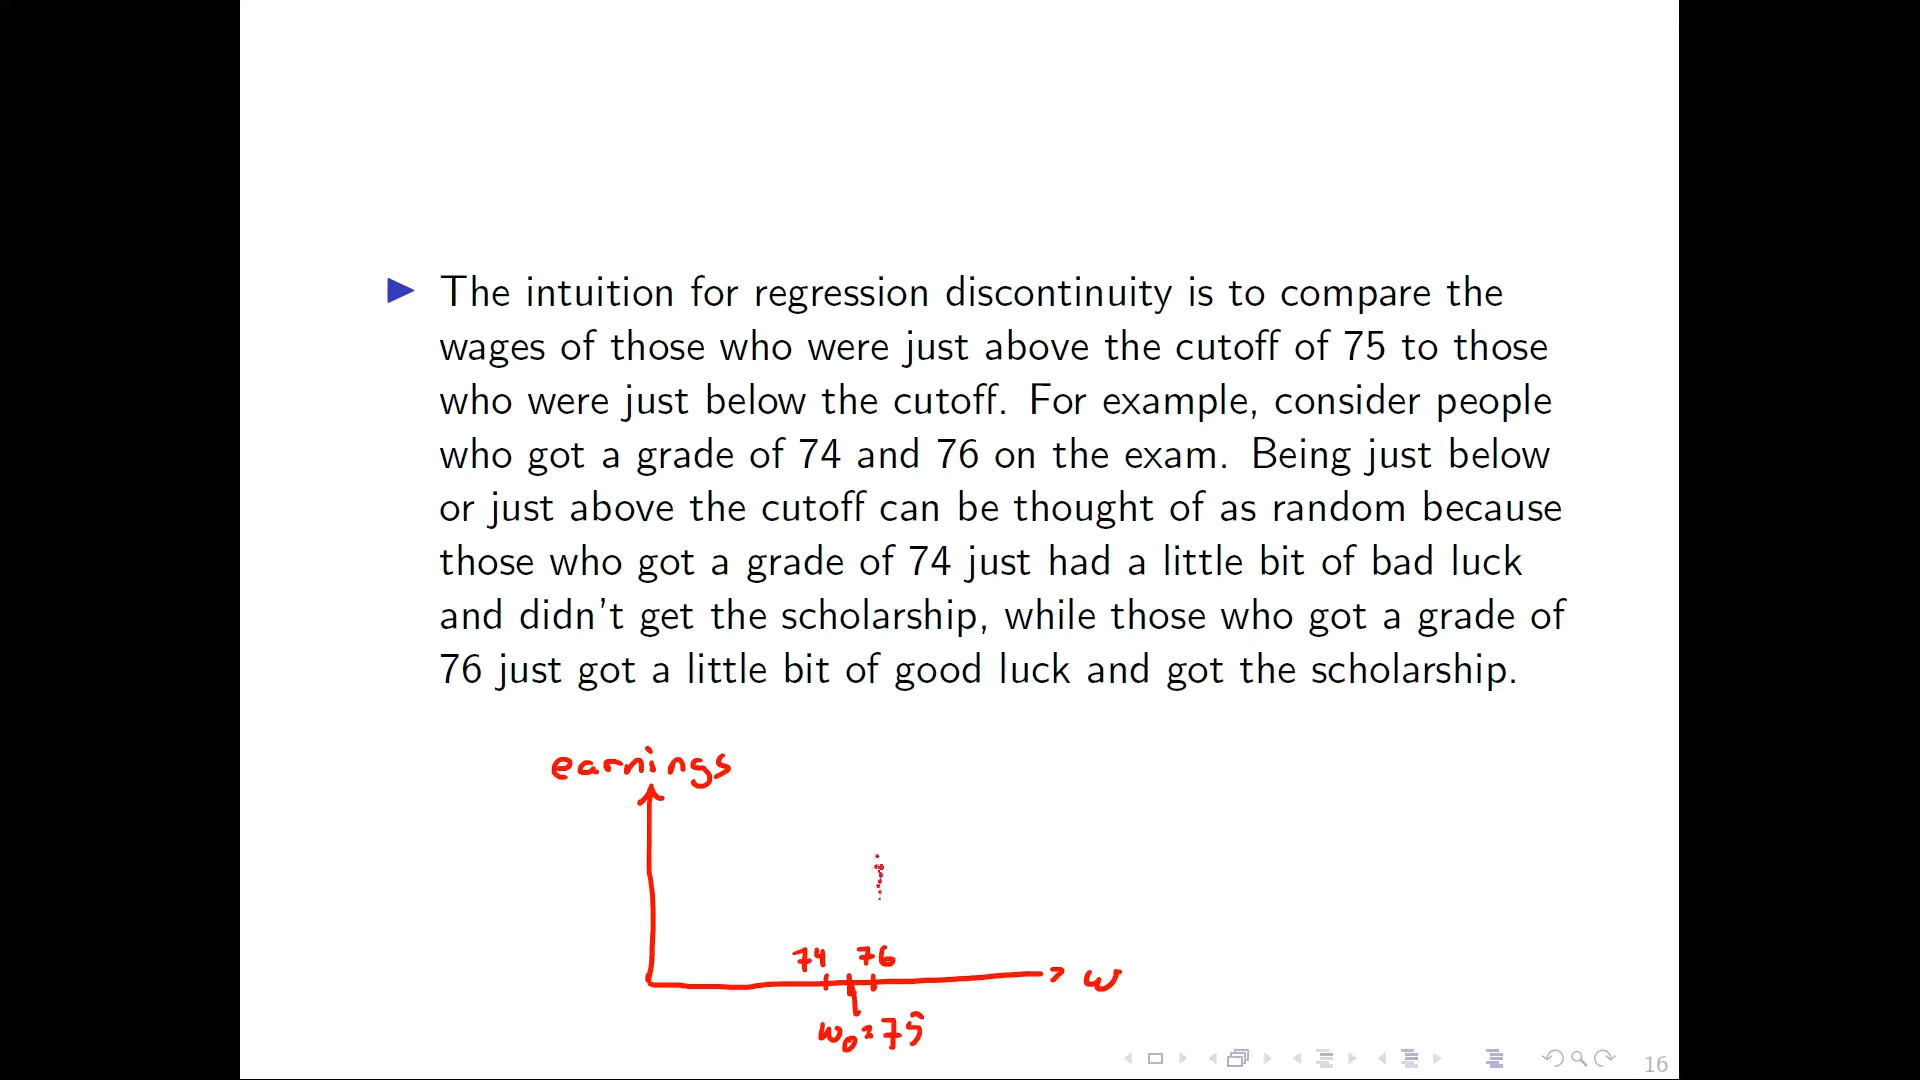 The intuition for regression discontinuity is to compare the
wages of those who were just above the cutoff of 75 to those
who were just below the cutoff. For example, consider people
who got a grade of 74 and 76 on the exam. Being just below
or just above the cutoff can be thought of as random because
those who got a grade of 74 just had a little bit of bad luck
and didn't get the scholarship, while those who got a grade of
76 just got a little bit of good luck and got the scholarship.
earnings
74 76
w
w₀=75
16